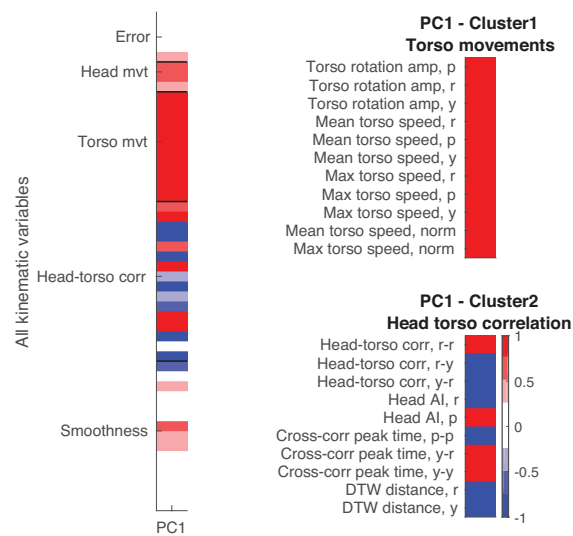 All kinematic variables
Error
Head mvt
Torso mvt
Head-torso corr
Smoothness
PC1
PC1 - Cluster1
Torso movements
Torso rotation amp, p
Torso rotation amp, r
Torso rotation amp, y
Mean torso speed, r
Mean torso speed, p
Mean torso speed, y
Max torso speed, r
Max torso speed, p
Max torso speed, y
Mean torso speed, norm
Max torso speed, norm
PC1 - Cluster2
Head torso correlation
Head-torso corr, r-r
Head-torso corr, r-y
Head-torso corr, y-r
Head AI, r
Head AI, p
Cross-corr peak time, p-p
Cross-corr peak time, y-r
Cross-corr peak time, y-y
DTW distance, r
DTW distance, y
1
0.5
0
-0.5
-1